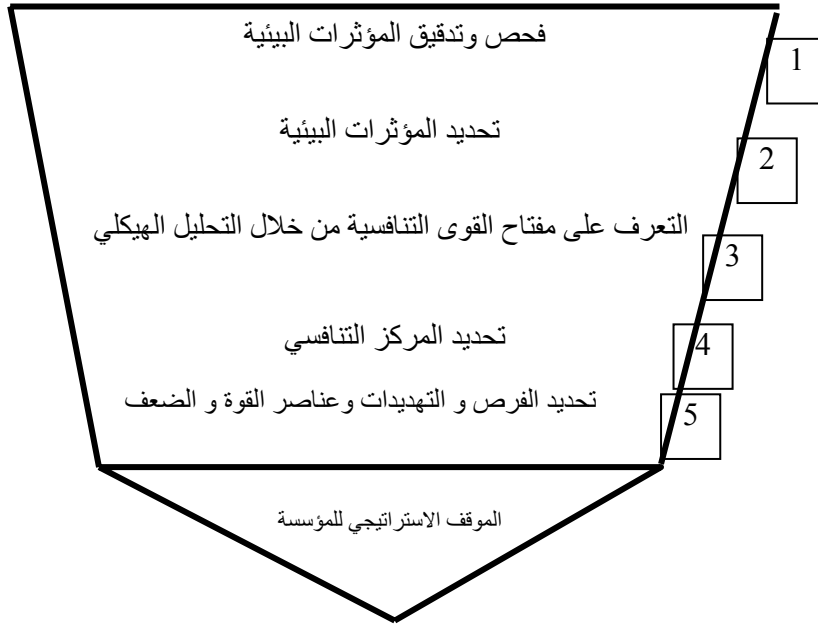 فحص وتدقيق المؤثرات البيئية
1
تحديد المؤثرات البيئية
2
التعرف على مفتاح القوى التنافسية من خلال التحليل الهيكلي
3
تحديد المركز التنافسي
4
تحديد الفرص و التهديدات وعناصر القوة و الضعف
5
الموقف الاستراتيجي للمؤسسة